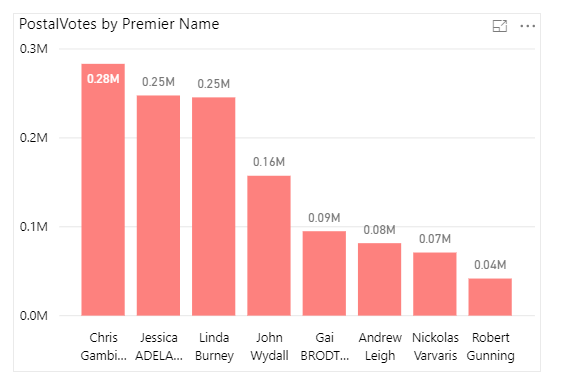 PostalVotes by Premier Name
0.3M
0.2M
0.1M
0.0M
0.28M
0.25M
0.25M
0.16M
0.09M
0.08M
0.07M
0.04M
Chris
Gambi...
Jessica
ADELA...
Linda
Burney
John
Wydall
Gai
BRODT...
Andrew
Leigh
Nickolas
Varvaris
Robert
Gunning